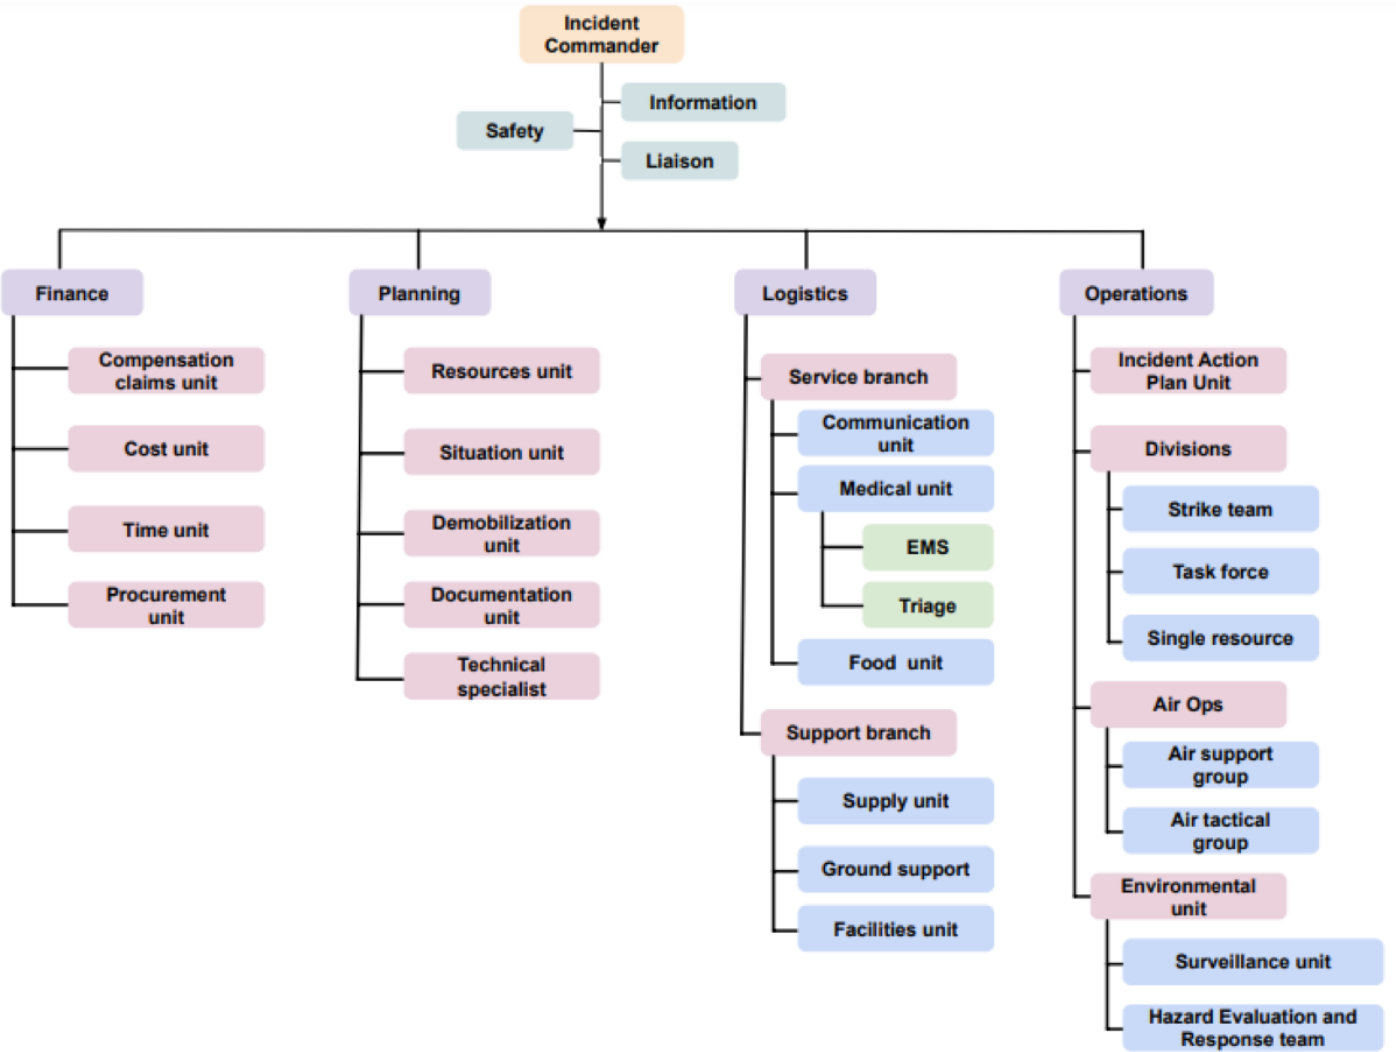 Incident
Commander
Information
Safety
Liaison
Finance
Planning
Logistics
Operations
Compensation
claims unit
Cost unit
Time unit
Procurement
unit
Resources unit
Situation unit
Demobilization
unit
Documentation
unit
Technical
specialist
Service branch
Communication
unit
Medical unit
EMS
Triage
Food unit
Support branch
Supply unit
Ground support
Facilities unit
Incident Action
Plan Unit
Divisions
Strike team
Task force
Single resource
Air Ops
Air support
group
Air tactical
group
Environmental
unit
Surveillance unit
Hazard Evaluation and
Response team